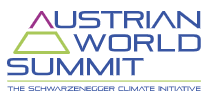 AUSTRIAN
WORLD
SUMMIT
THE SCHWARZENEGGER CLIMATE INITIATIVE